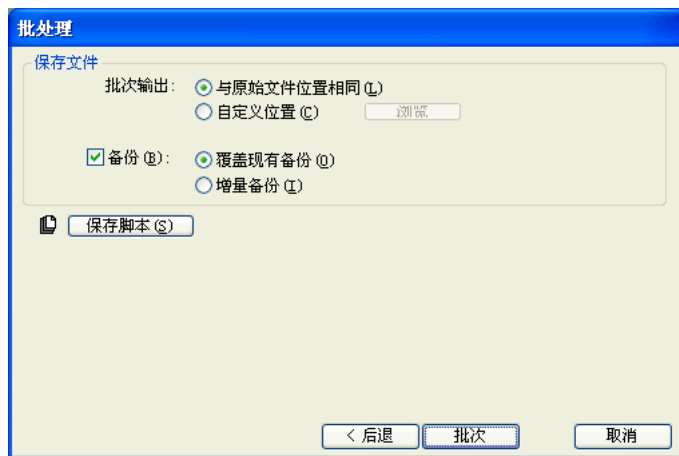 批处理
保存文件
批次输出: 与原始文件位置相同(L)
自定义位置(C) 浏览
备份(B): 覆盖现有备份(O)
增量备份(I)
保存脚本(S)
< 后退 批次 取消